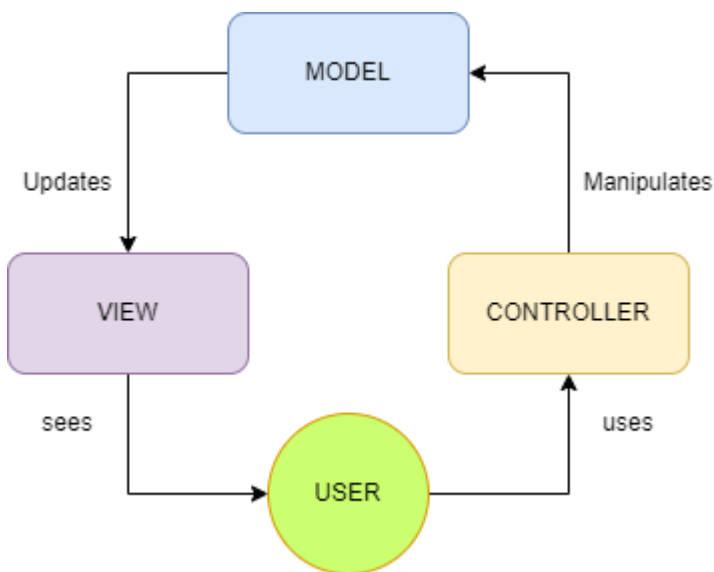 MODEL
Updates
Manipulates
VIEW
CONTROLLER
sees
uses
USER